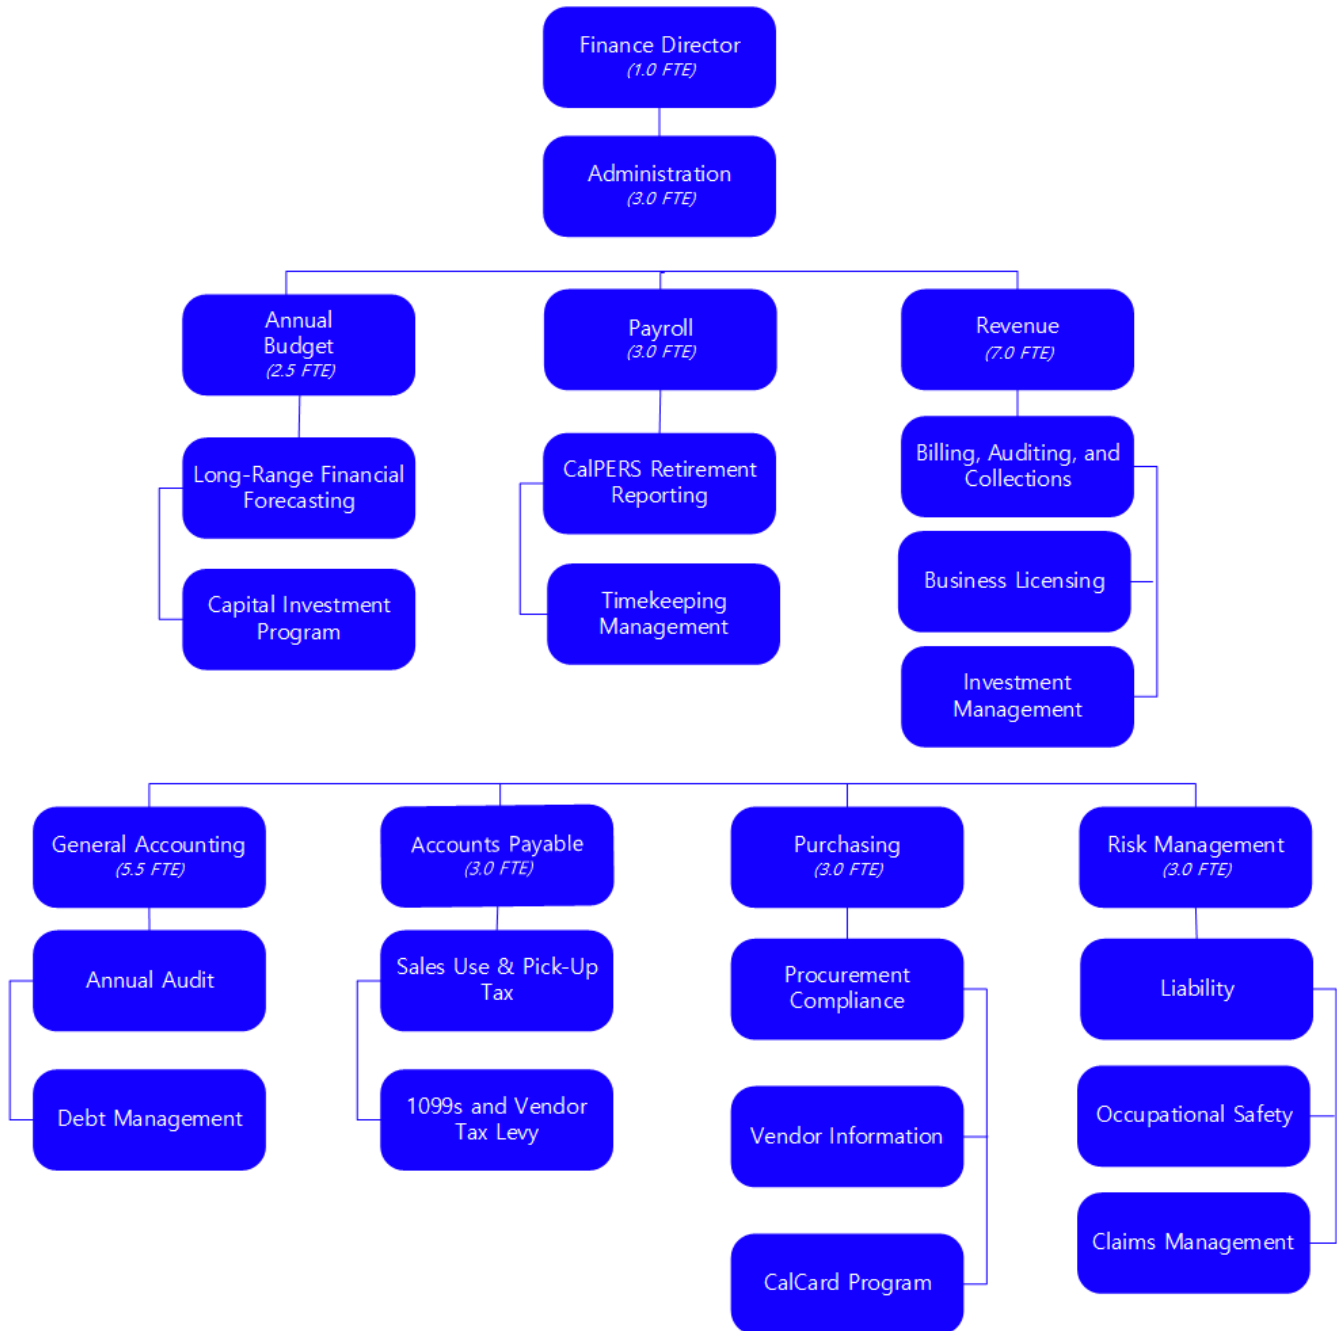 Finance Director
(1.0 FTE)
Administration
(3.0 FTE)
Annual
Budget
(2.5 FTE)
Payroll
(3.0 FTE)
Revenue
(7.0 FTE)
Long-Range Financial
Forecasting
CalPERS Retirement
Reporting
Billing, Auditing, and
Collections
Capital Investment
Program
Timekeeping
Management
Business Licensing
Investment
Management
General Accounting
(5.5 FTE)
Accounts Payable
(3.0 FTE)
Purchasing
(3.0 FTE)
Risk Management
(3.0 FTE)
Annual Audit
Sales Use & Pick-Up
Tax
Procurement
Compliance
Liability
Debt Management
1099s and Vendor
Tax Levy
Vendor Information
Occupational Safety
CalCard Program
Claims Management